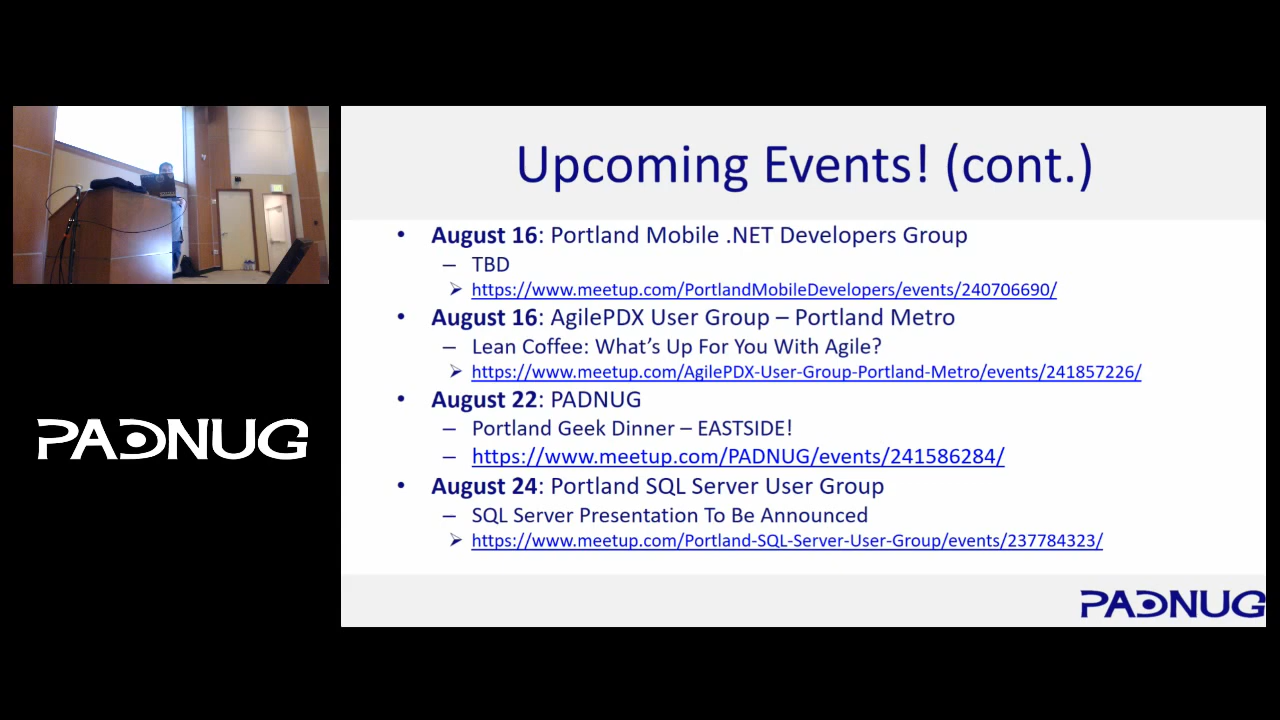 Upcoming Events! (cont.)
• August 16: Portland Mobile .NET Developers Group
– TBD
➢ https://www.meetup.com/PortlandMobileDevelopers/events/240706690/
• August 16: AgilePDX User Group – Portland Metro
– Lean Coffee: What’s Up For You With Agile?
➢ https://www.meetup.com/AgilePDX-User-Group-Portland-Metro/events/241857226/
• August 22: PADNUG
– Portland Geek Dinner – EASTSIDE!
– https://www.meetup.com/PADNUG/events/241586284/
• August 24: Portland SQL Server User Group
– SQL Server Presentation To Be Announced
➢ https://www.meetup.com/Portland-SQL-Server-User-Group/events/237784323/
PADNUG
PADNUG